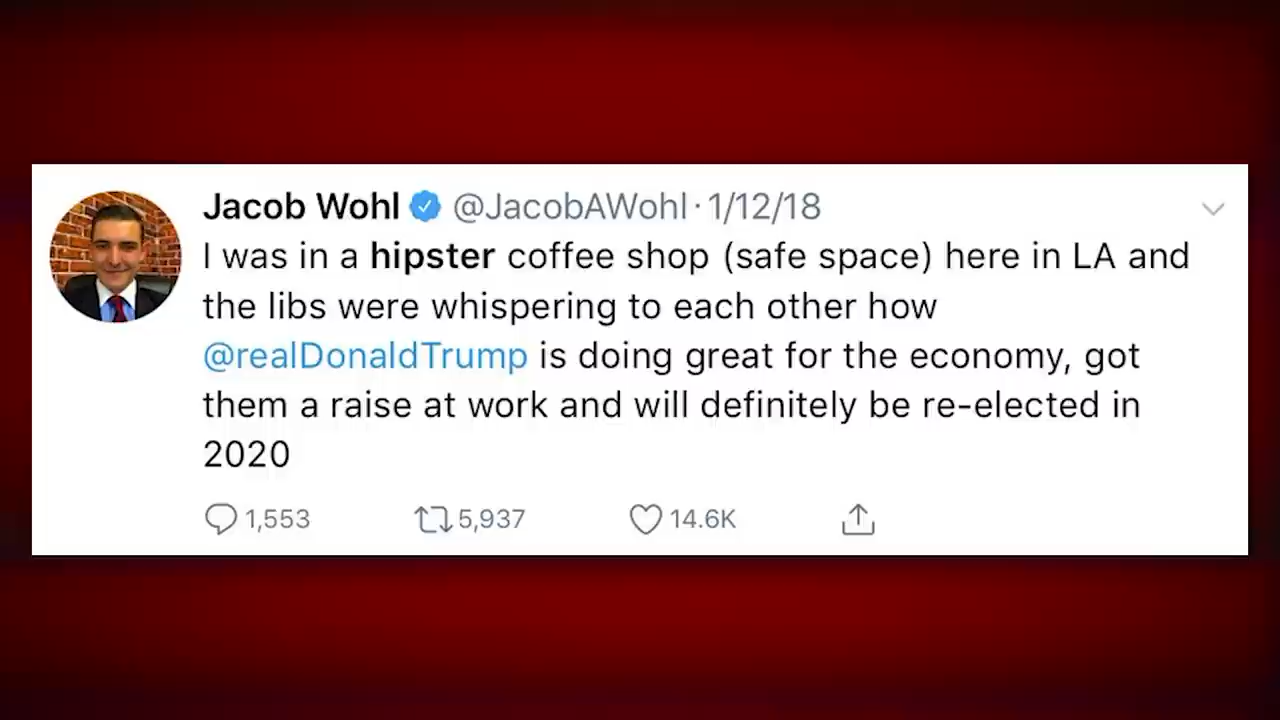 Jacob Wohl @JacobAWohl · 1/12/18
I was in a hipster coffee shop (safe space) here in LA and
the libs were whispering to each other how
@realDonaldTrump is doing great for the economy, got
them a raise at work and will definitely be re-elected in
2020
1,553 5,937 14.6K